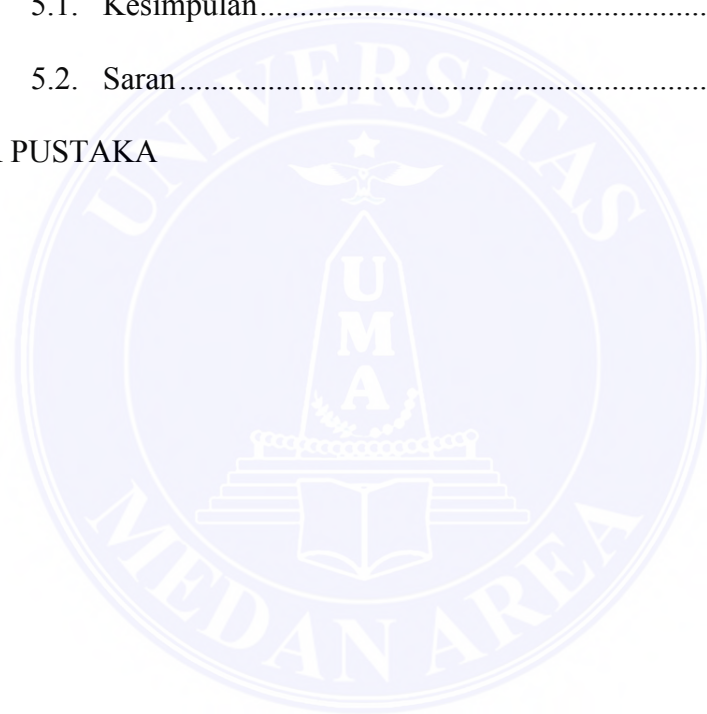 5.1. Kesimpulan.......................................................................
5.2. Saran..................................................................................
PUSTAKA
UNIVERSITAS
UMA
MEDAN AREA